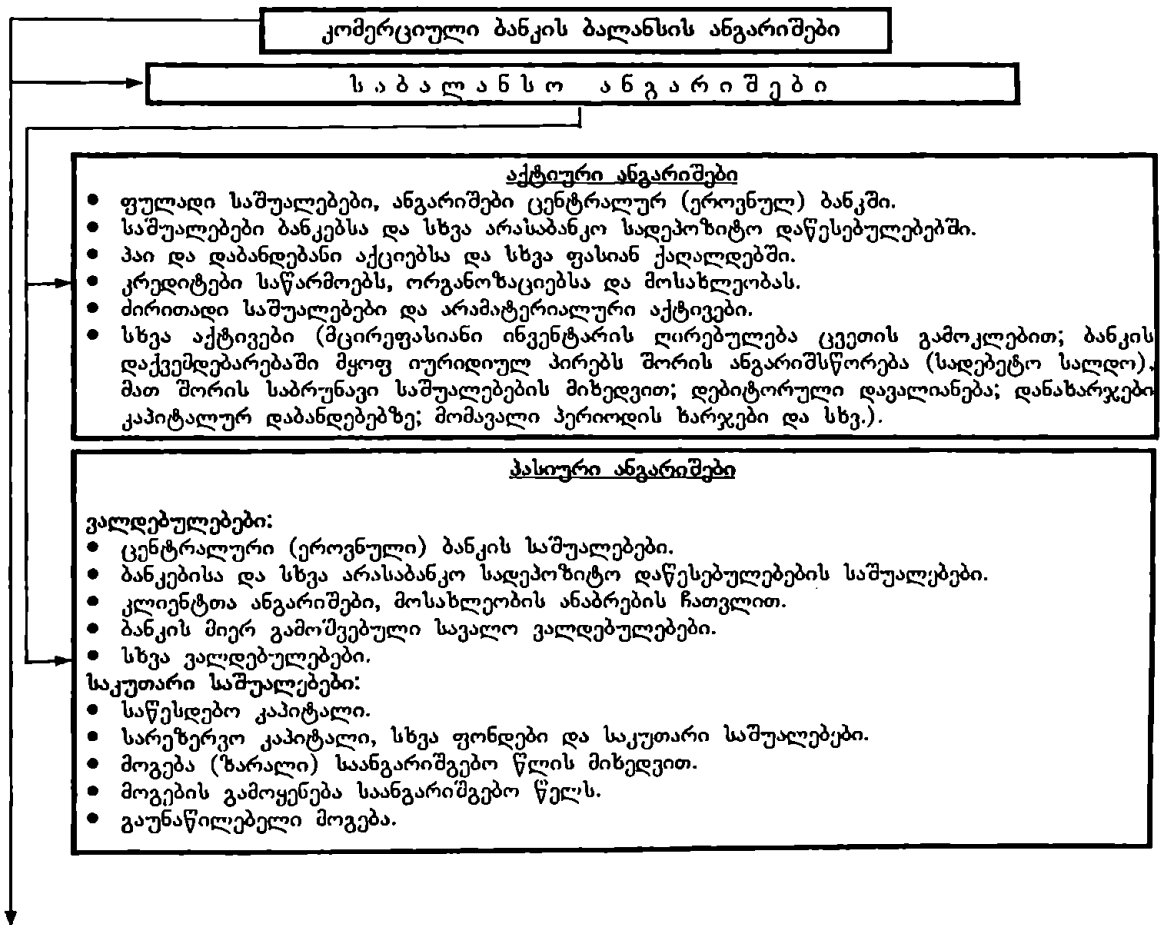 კომერციული ბანკის ბალანსის ანგარიშები
საბალანსო ანგარიშები
აქტიური ანგარიშები
• ფულადი საშუალებები, ანგარიშები ცენტრალურ (ეროვნულ) ბანკში.
• საშუალებები ბანკებსა და სხვა არასაბანკო სადეპოზიტო დაწესებულებებში.
• პაი და დაბანდებანი აქციებსა და სხვა ფასიან ქაღალდებში.
• კრედიტები საწარმოებს, ორგანოზაციებსა და მოსახლეობას.
• ძირითადი საშუალებები და არამატერიალური აქტივები.
• სხვა აქტივები (მცირეფასიანი ინვენტარის ღირებულება ცვეთის გამოკლებით; ბანკის
დაქვემდებარებაში მყოფ იურიდიულ პირებს შორის ანგარიშსწორება (სადებეტო სალდო),
მათ შორის საბრუნავი საშუალებების მიხედვით; დებიტორული დავალიანება; დანახარჯები
კაპიტალურ დაბანდებებზე; მომავალი პერიოდის ხარჯები და სხვ.).
პასიური ანგარიშები
ვალდებულებები:
• ცენტრალური (ეროვნული) ბანკის საშუალებები.
• ბანკებისა და სხვა არასაბანკო სადეპოზიტო დაწესებულებების საშუალებები.
• კლიენტთა ანგარიშები, მოსახლეობის ანაბრების ჩათვლით.
• ბანკის მიერ გამოშვებული სავალო ვალდებულებები.
• სხვა ვალდებულებები.
საკუთარი საშუალებები:
• საწესდებო კაპიტალი.
• სარეზერვო კაპიტალი, სხვა ფონდები და საკუთარი საშუალებები.
• მოგება (ზარალი) საანგარიშგებო წლის მიხედვით.
• მოგების გამოყენება საანგარიშგებო წელს.
• გაუნაწილებელი მოგება.